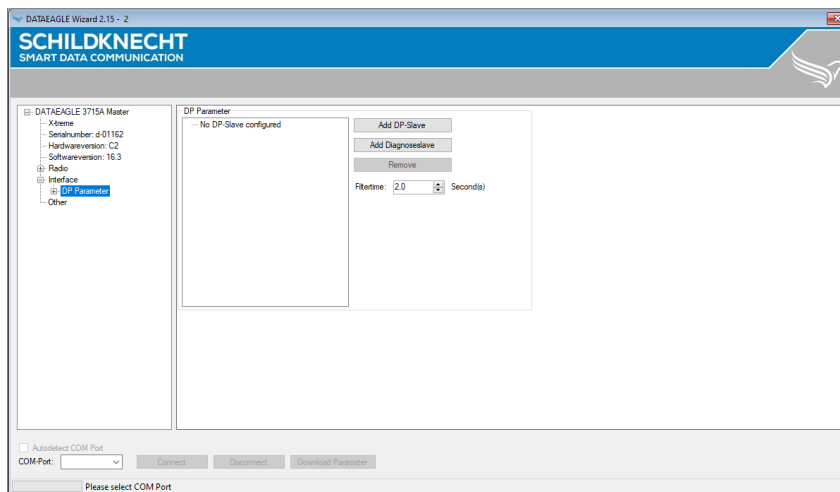 DATAEAGLE Wizard 2.15 - 2
SCHILDKNECHT
SMART DATA COMMUNICATION
DATAEAGLE 3715A Master
X-treme
Serialnumber: d-01162
Hardwareversion: C2
Softwareversion: 16.3
Radio
Interface
DP Parameter
Other
DP Parameter
No DP-Slave configured
Add DP-Slave
Add Diagnoseslave
Remove
Filtertime: 2.0 Second(s)
Autodetect COM Port
COM-Port: Connect Disconnect Download Parameter
Please select COM Port